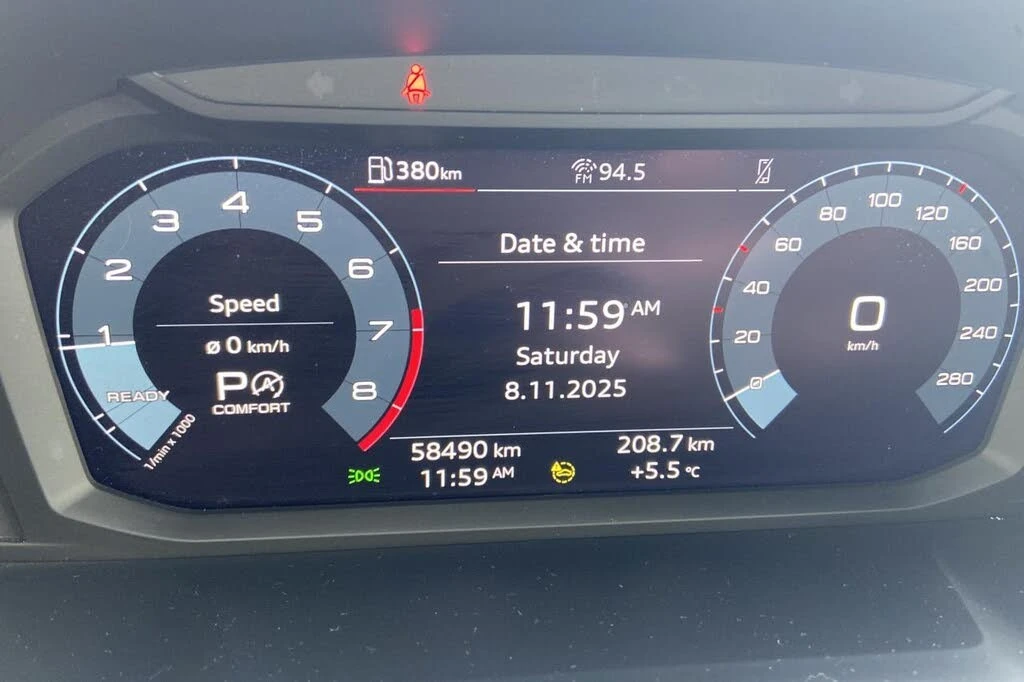 380 km
FM 94.5
Date & time
11:59 AM
Saturday
8.11.2025
58490 km
208.7 km
11:59 AM
+5.5 °C
1
2
3
4
5
6
7
8
READY
1/min x 1000
Speed
ø 0 km/h
P A
COMFORT
0
20
40
60
80
100
120
160
200
240
280
0
km/h